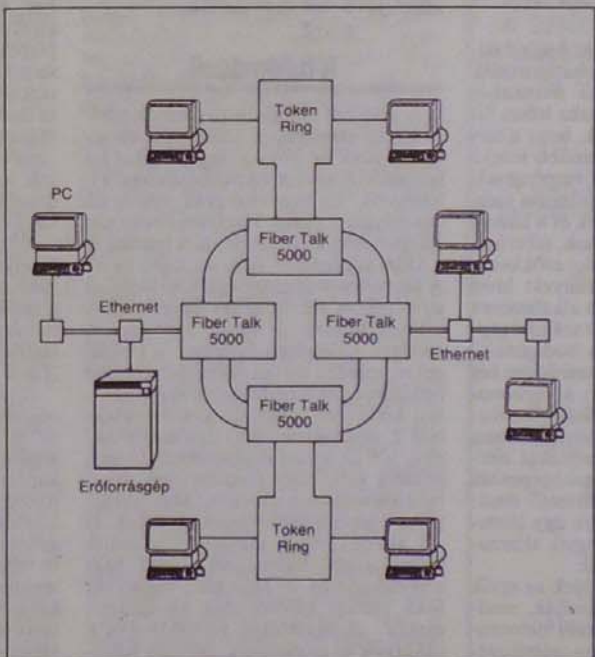 Token
Ring
PC
Fiber Talk
5000
Ethernet
Fiber Talk
5000
Fiber Talk
5000
Ethernet
Fiber Talk
5000
Erőforrásgép
Token
Ring